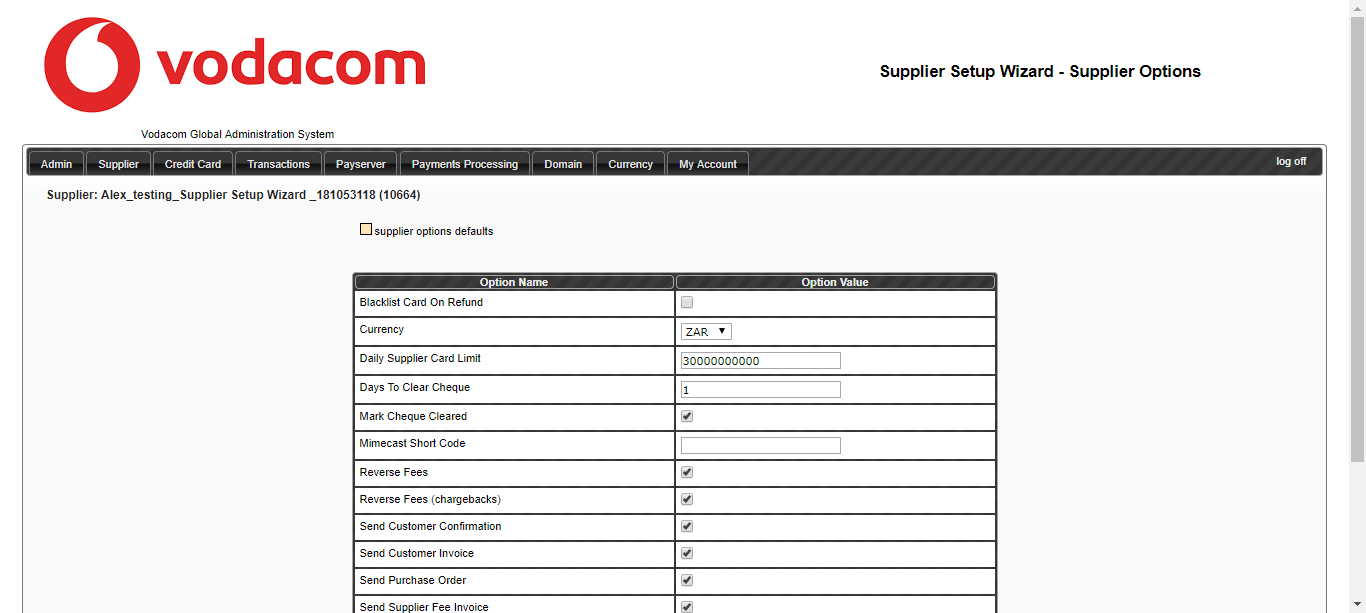 vodacom
Supplier Setup Wizard - Supplier Options
Vodacom Global Administration System
Admin Supplier Credit Card Transactions Payserver Payments Processing Domain Currency My Account log off
Supplier: Alex_testing_Supplier Setup Wizard _181053118 (10664)
supplier options defaults
Option Name Option Value
Blacklist Card On Refund
Currency ZAR
Daily Supplier Card Limit 30000000000
Days To Clear Cheque 1
Mark Cheque Cleared
Mimecast Short Code
Reverse Fees
Reverse Fees (chargebacks)
Send Customer Confirmation
Send Customer Invoice
Send Purchase Order
Send Supplier Fee Invoice